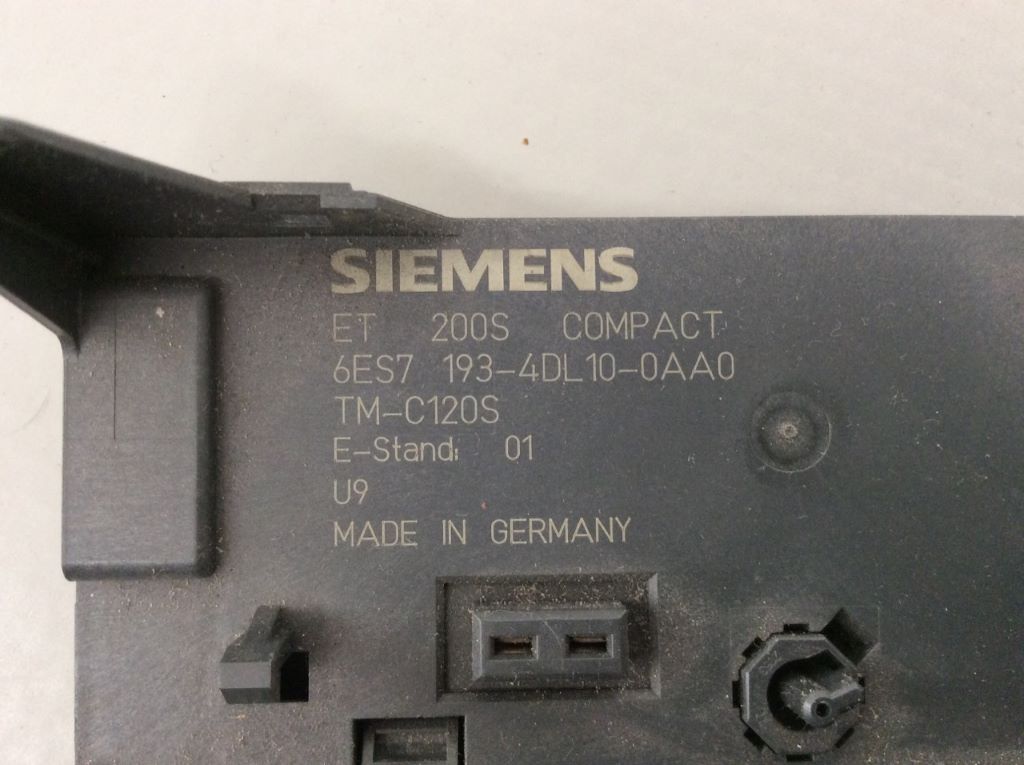 SIEMENS
ET 200S COMPACT
6ES7 193-4DL10-0AA0
TM-C120S
E-Stand: 01
U9
MADE IN GERMANY